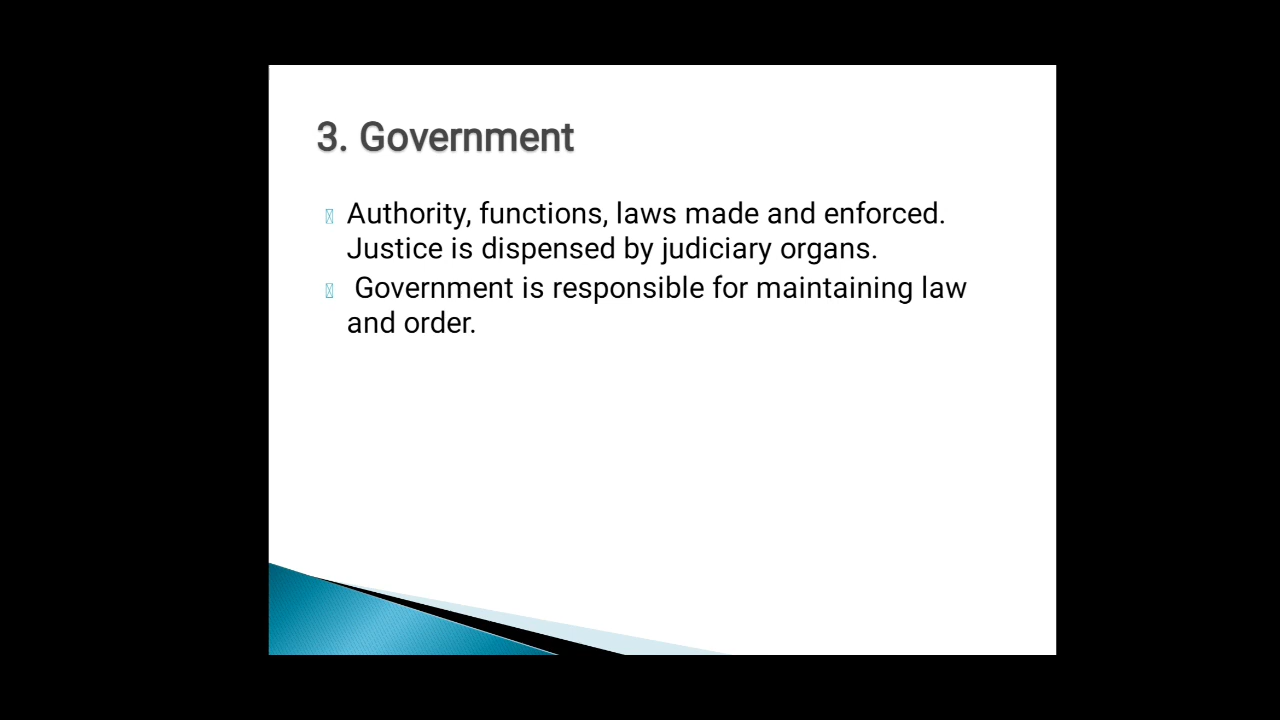 3. Government
Authority, functions, laws made and enforced.
Justice is dispensed by judiciary organs.
Government is responsible for maintaining law
and order.